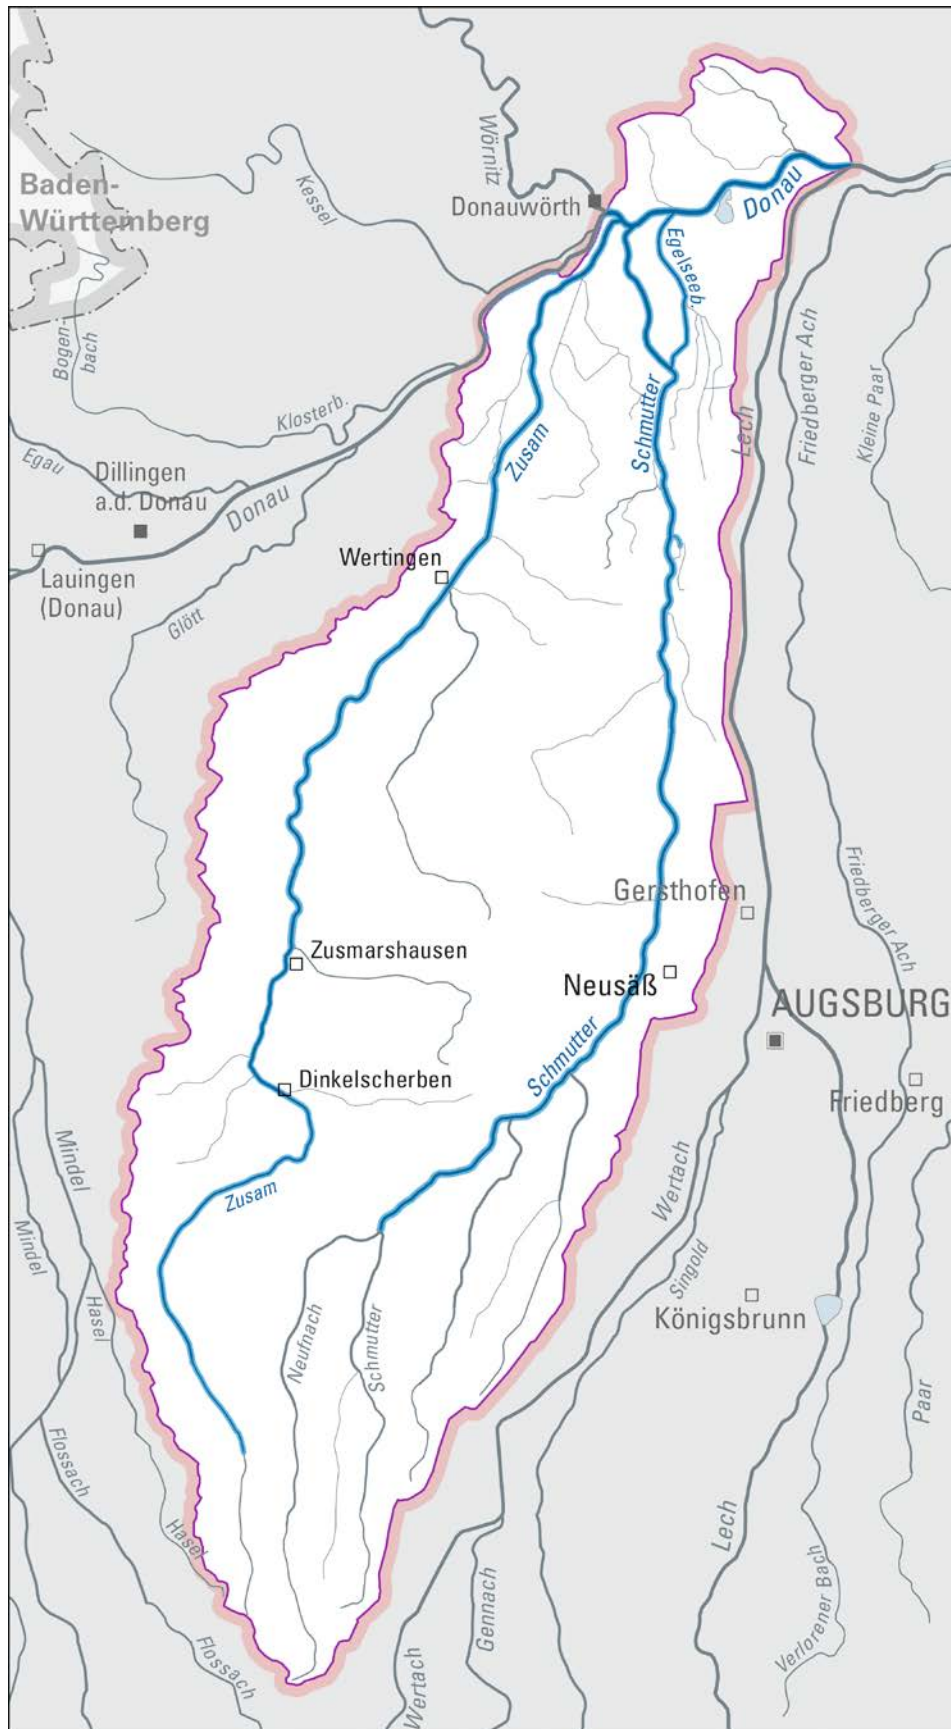 Baden-
Württemberg
Wörnitz
Kessel
Donauwörth
Donau
Egelseeb.
Bogen-
bach
Klosterb.
Egau
Dillingen
a.d. Donau
Donau
Lauingen
(Donau)
Glött
Zusam
Schmutter
Lech
Friedberger Ach
Kleine Paar
Wertingen
Friedberger Ach
Gersthofen
Zusmarshausen
Neusäß
AUGSBURG
Schmutter
Dinkelscherben
Friedberg
Mindel
Mindel
Zusam
Wertach
Singold
Hasel
Neufnach
Schmutter
Königsbrunn
Paar
Flossach
Hasel
Lech
Gennach
Verlorener Bach
Flossach
Wertach